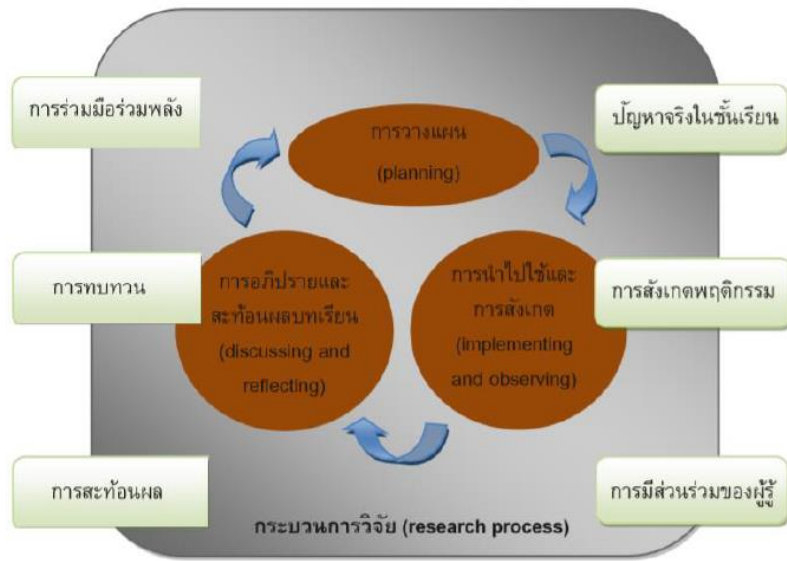 การร่วมมือร่วมพลัง
ปัญหาจริงในชั้นเรียน
การวางแผน
(planning)
การทบทวน
การอภิปรายและ
สะท้อนผลบทเรียน
(discussing and
reflecting)
การนำไปใช้และ
การสังเกต
(implementing
and observing)
การสังเกตพฤติกรรม
การสะท้อนผล
การมีส่วนร่วมของผู้รู้
กระบวนการวิจัย (research process)